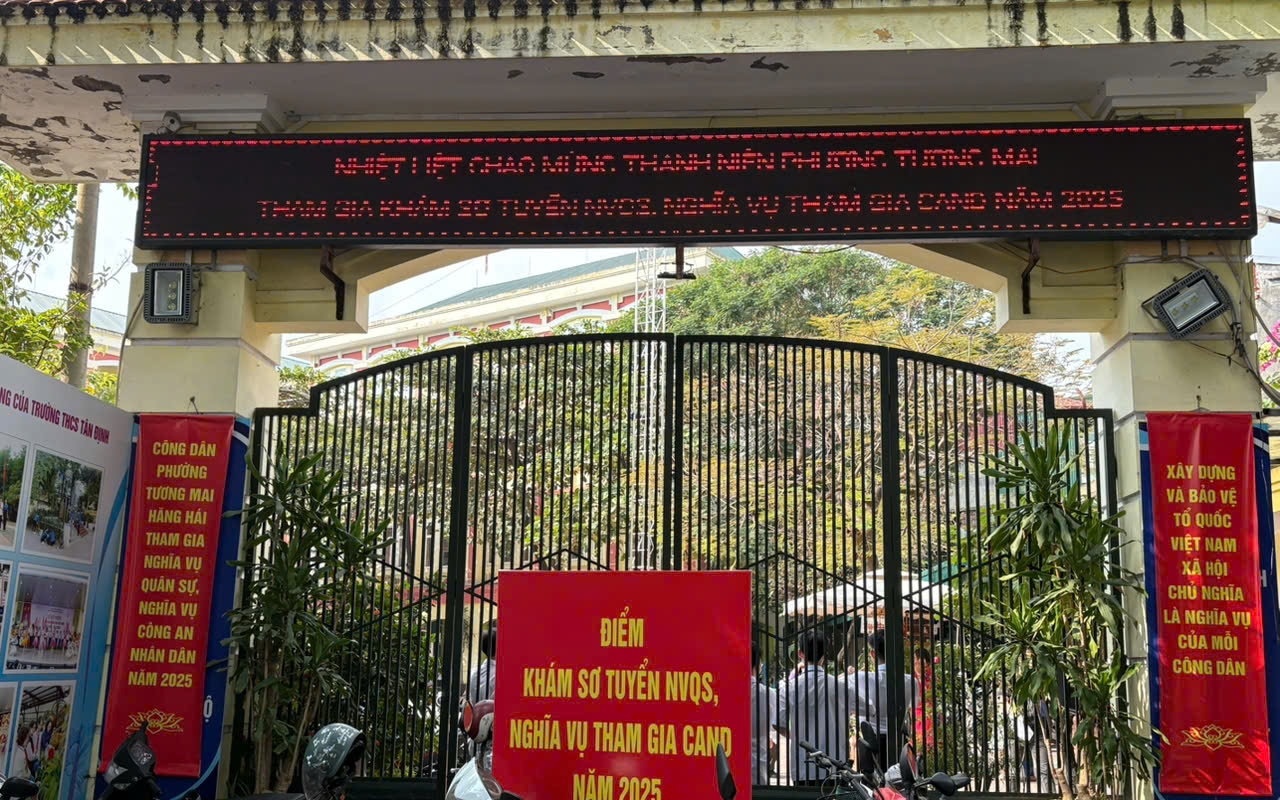 NHIỆT LIỆT CHÀO MỪNG THANH NIÊN PHƯỜNG TƯƠNG MAI
THAM GIA KHÁM SƠ TUYỂN NVQS, NGHĨA VỤ THAM GIA CAND NĂM 2025
CỦA TRƯỜNG THCS TÂN ĐỊNH
CÔNG DÂN
PHƯỜNG
TƯƠNG MAI
HĂNG HÁI
THAM GIA
NGHĨA VỤ
QUÂN SỰ,
NGHĨA VỤ
CÔNG AN
NHÂN DÂN
NĂM 2025
ĐIỂM
KHÁM SƠ TUYỂN NVQS,
NGHĨA VỤ THAM GIA CAND
NĂM 2025
XÂY DỰNG
VÀ BẢO VỆ
TỔ QUỐC
VIỆT NAM
XÃ HỘI
CHỦ NGHĨA
LÀ NGHĨA VỤ
CỦA MỖI
CÔNG DÂN